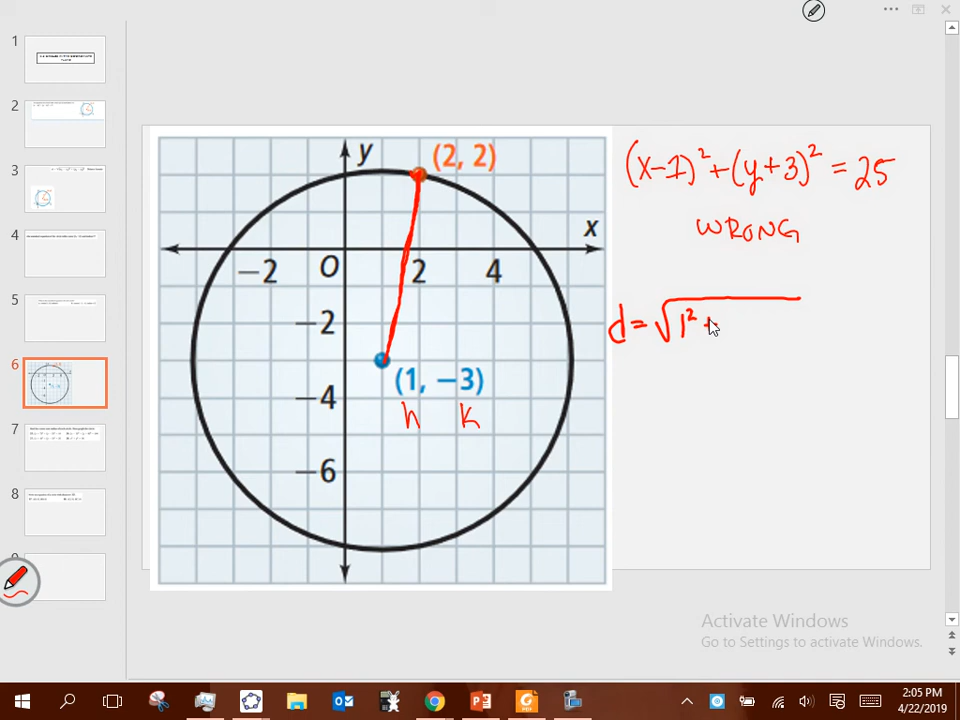 1
2
3
4
5
6
7
8
y
(2, 2)
x
−2
O
2
4
−2
(1, −3)
−4
h k
−6
(x-1)² + (y+3)² = 25
WRONG
d = √1² +
Activate Windows
Go to Settings to activate Windows.
2:05 PM
4/22/2019